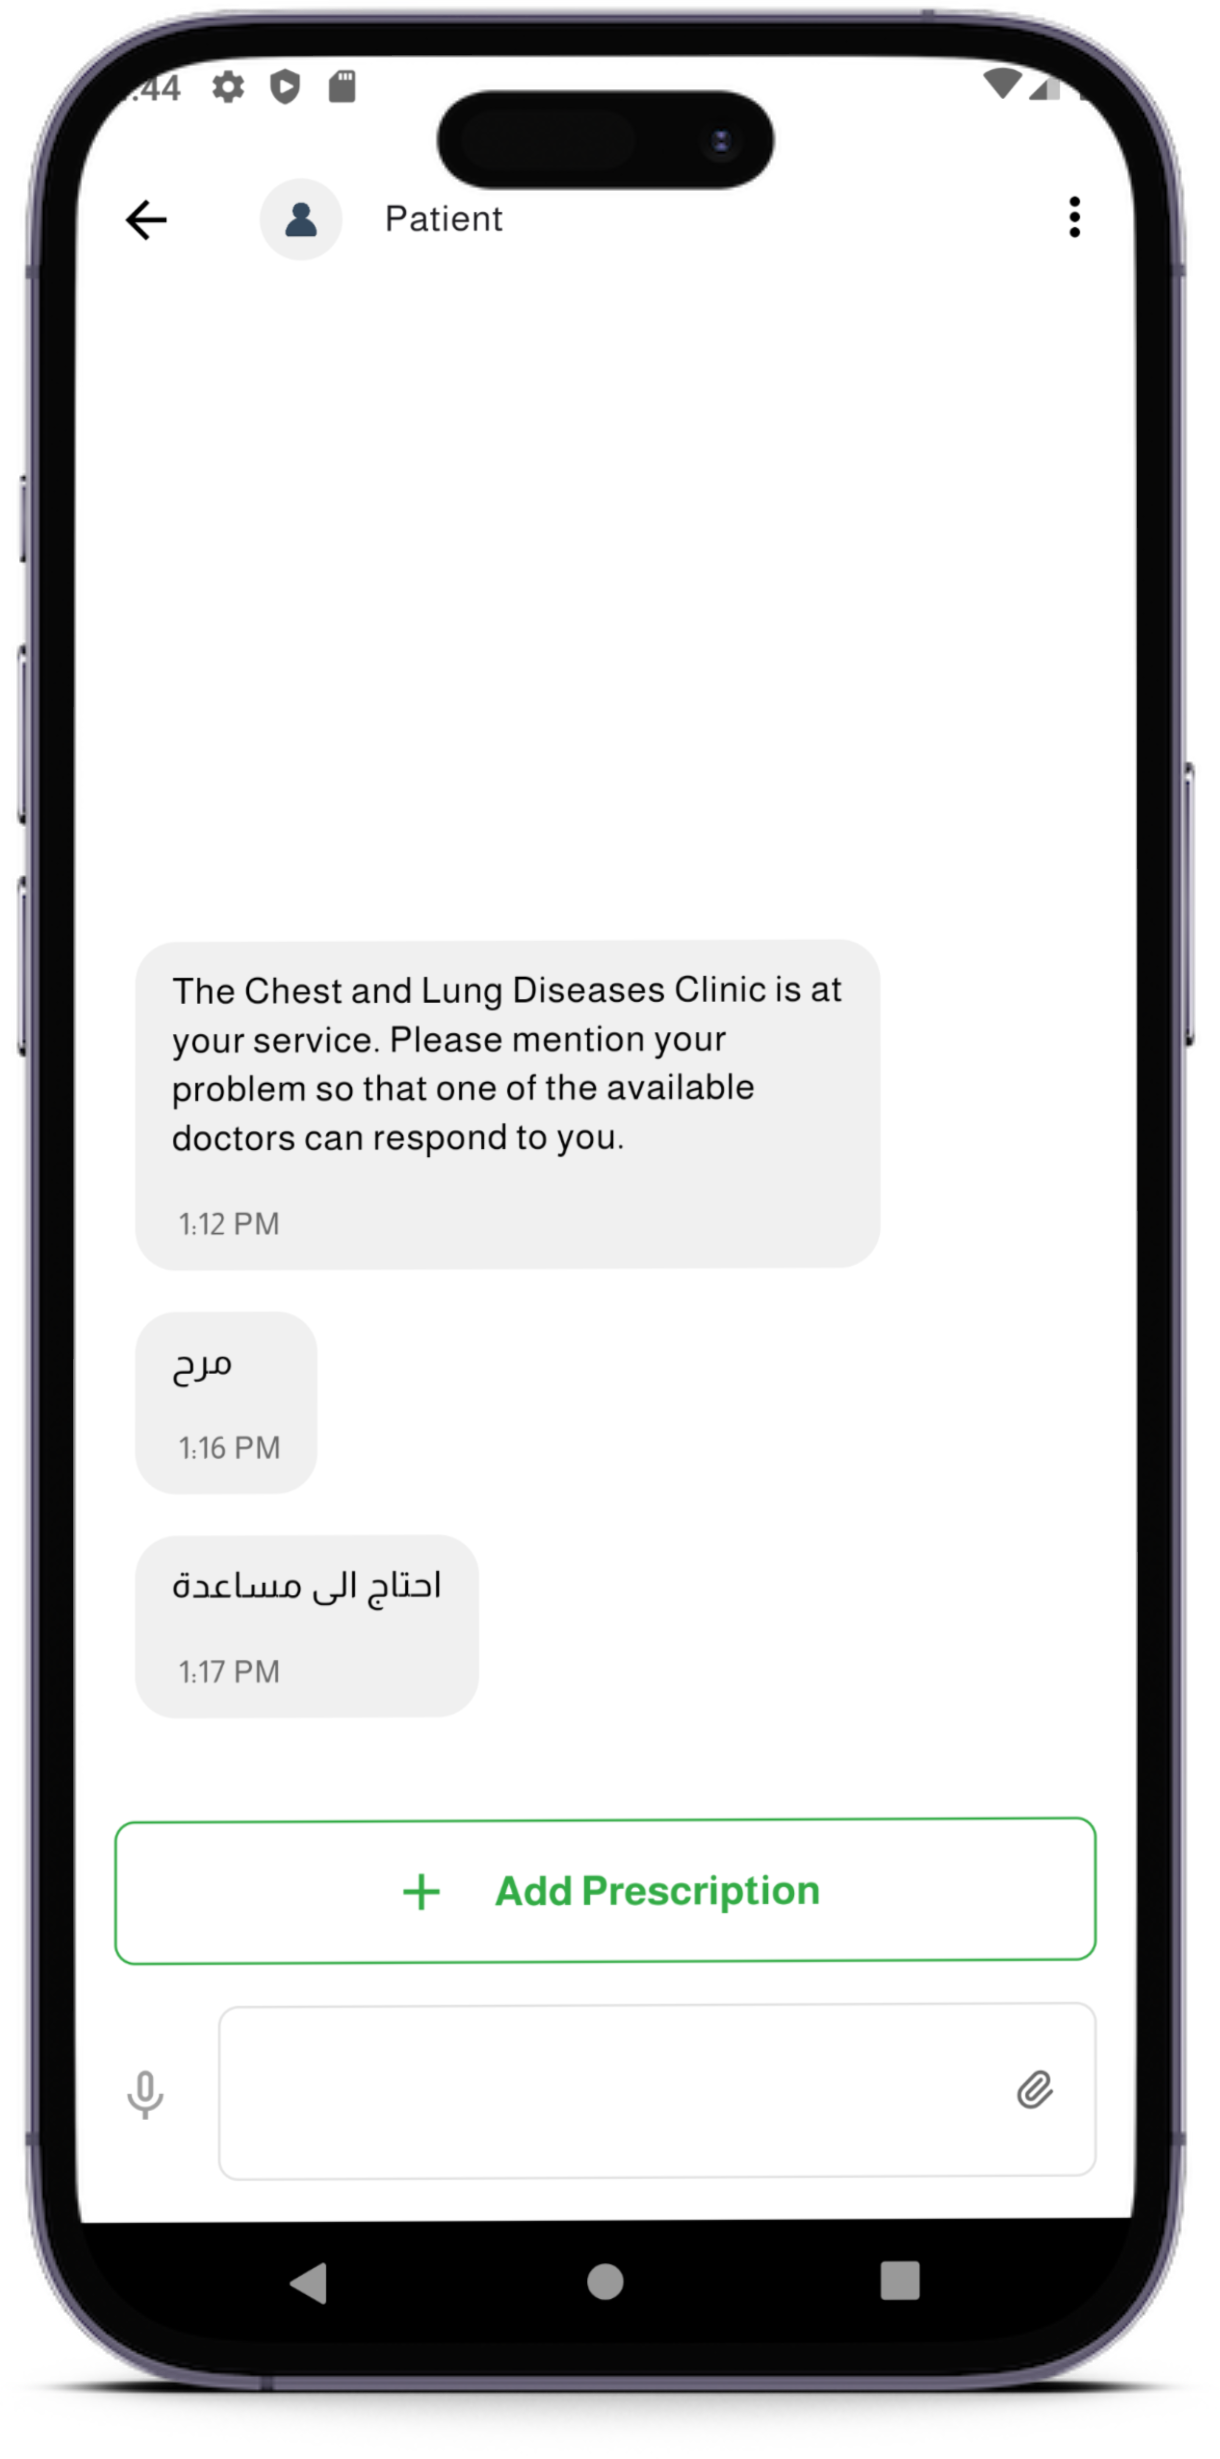 :44
Patient
The Chest and Lung Diseases Clinic is at
your service. Please mention your
problem so that one of the available
doctors can respond to you.
1:12 PM
مرح
1:16 PM
احتاج الى مساعدة
1:17 PM
+ Add Prescription